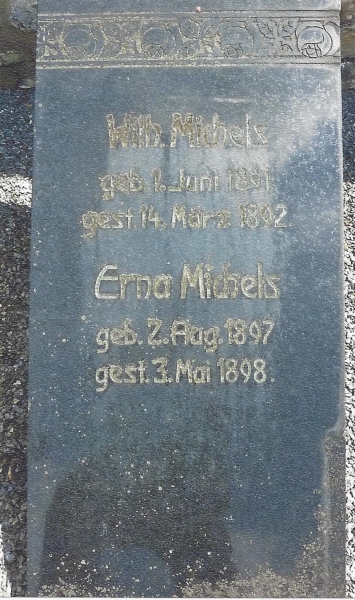 Wilh. Michels
geb. 1. Juni 1891
gest. 14. März 1892.
Erna Michels
geb. 2. Aug. 1897
gest. 3. Mai 1898.